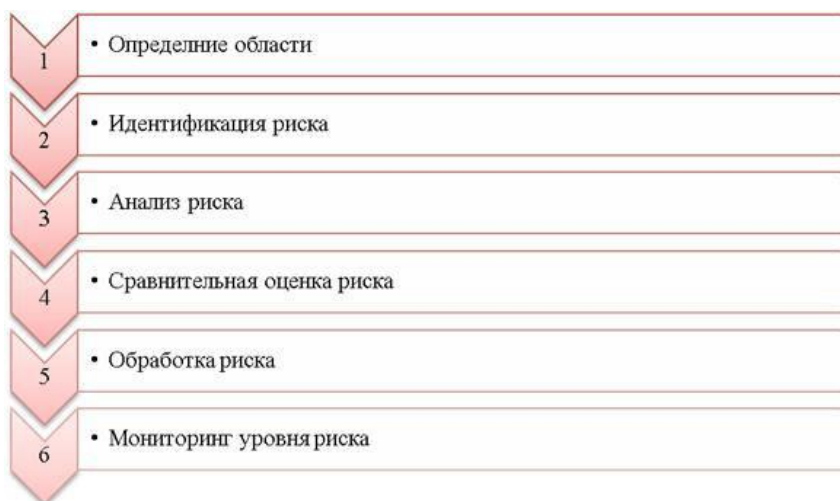 1
• Определние области
2
• Идентификация риска
3
• Анализ риска
4
• Сравнительная оценка риска
5
• Обработка риска
6
• Мониторинг уровня риска